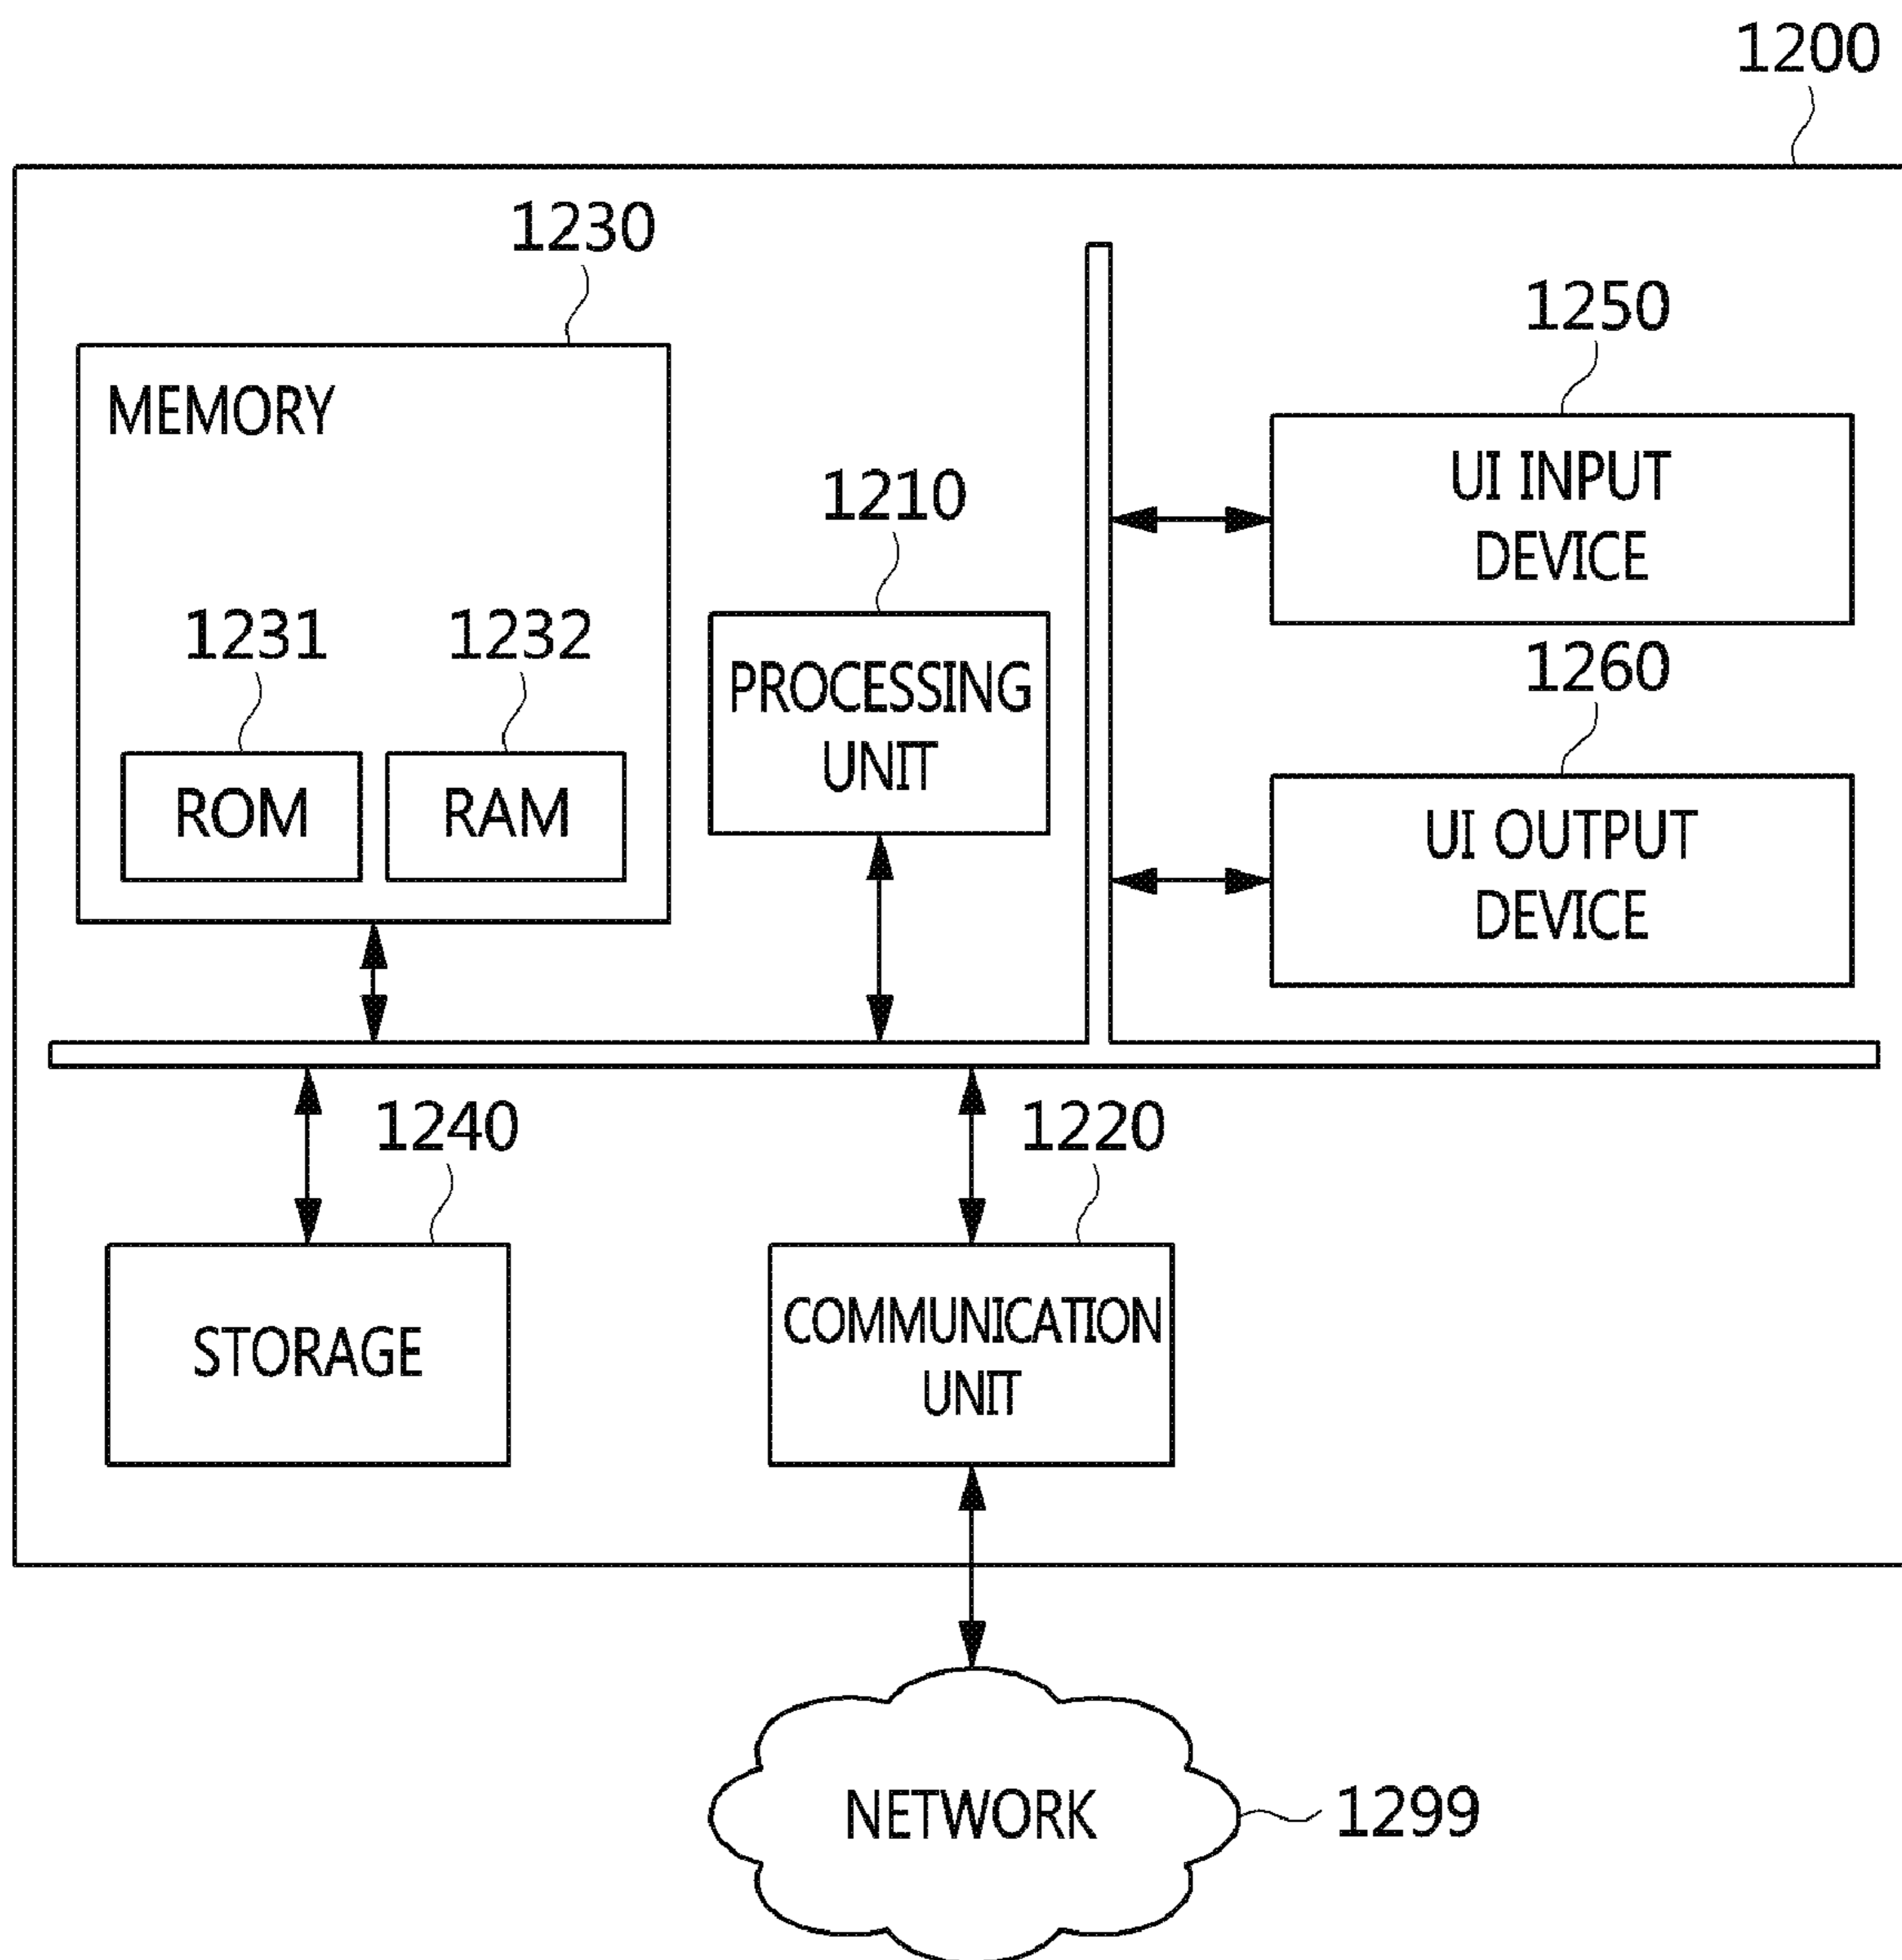 1200
1230
1250
MEMORY
UI INPUT
DEVICE
1210
1231
1232
1260
PROCESSING
UNIT
ROM
RAM
UI OUTPUT
DEVICE
1240
1220
STORAGE
COMMUNICATION
UNIT
NETWORK
1299